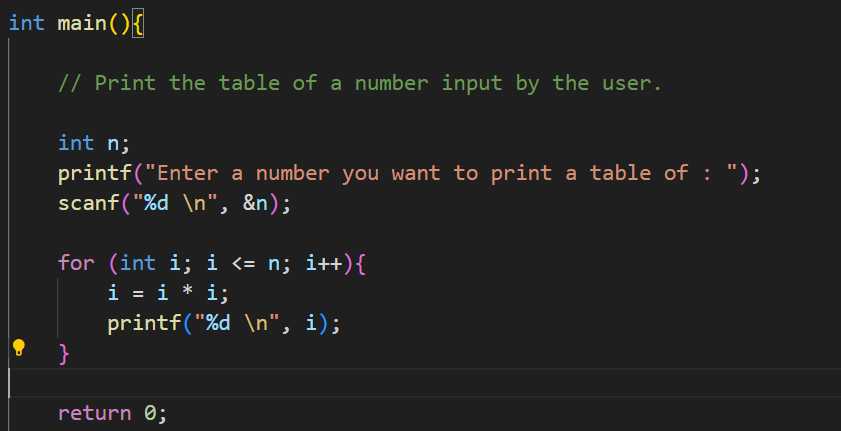 int main(){
// Print the table of a number input by the user.
int n;
printf("Enter a number you want to print a table of : ");
scanf("%d \n", &n);
for (int i; i <= n; i++){
i = i * i;
printf("%d \n", i);
}
return 0;